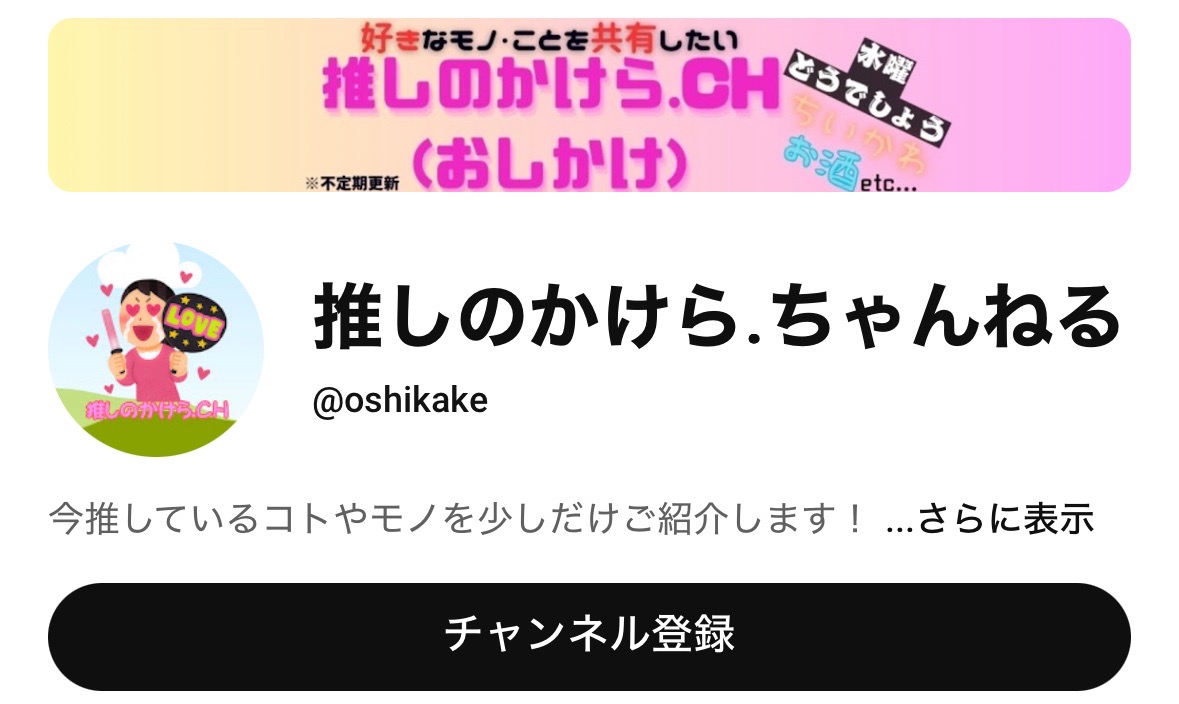 好きなモノ・ことを共有したい
推しのかけら.CH
(おしかけ)
※不定期更新
水曜
どうでしょう
ちいかわ
お酒etc...
LOVE
推しのかけら.CH
推しのかけら.ちゃんねる
@oshikake
今推しているコトやモノを少しだけご紹介します！ ...さらに表示
チャンネル登録